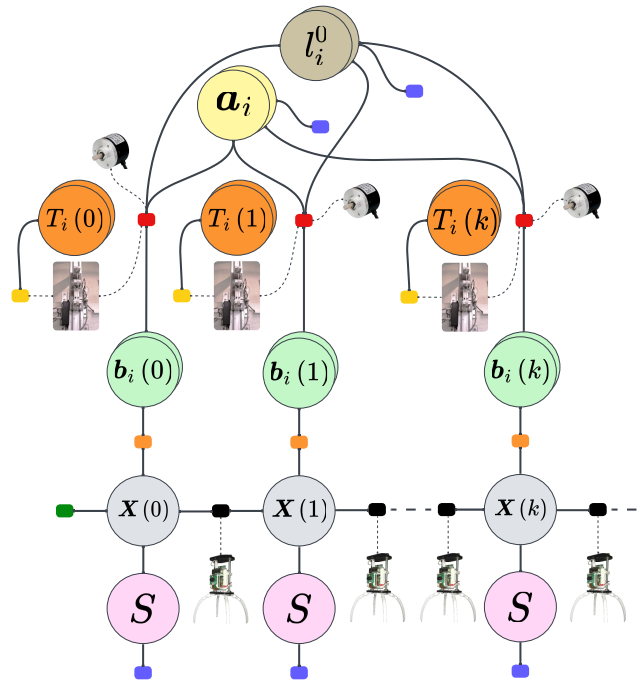 l_i^0
a_i
T_i (0)
T_i (1)
T_i (k)
b_i (0)
b_i (1)
b_i (k)
X (0)
X (1)
X (k)
S
S
S